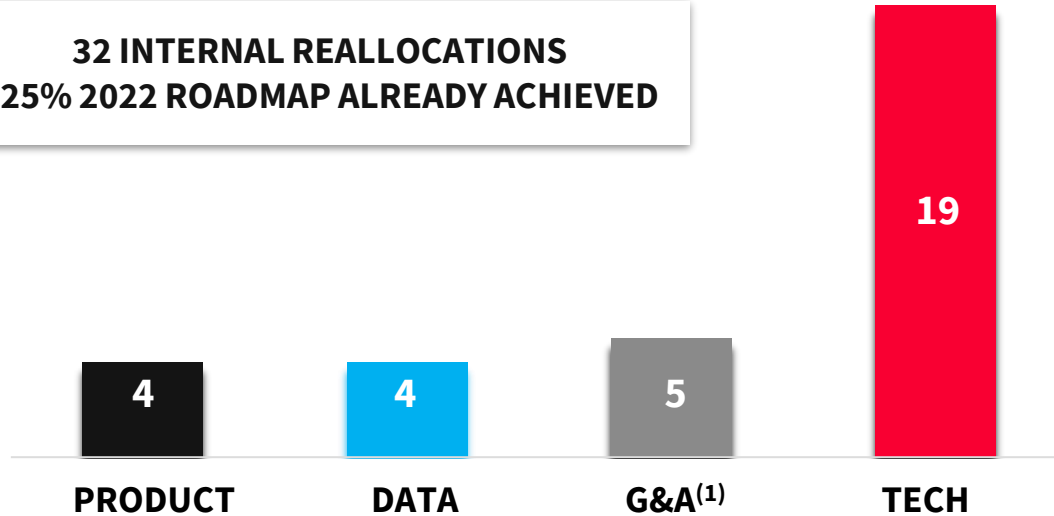 32 INTERNAL REALLOCATIONS
25% 2022 ROADMAP ALREADY ACHIEVED
19
4
4
5
PRODUCT
DATA
G&A(1)
TECH